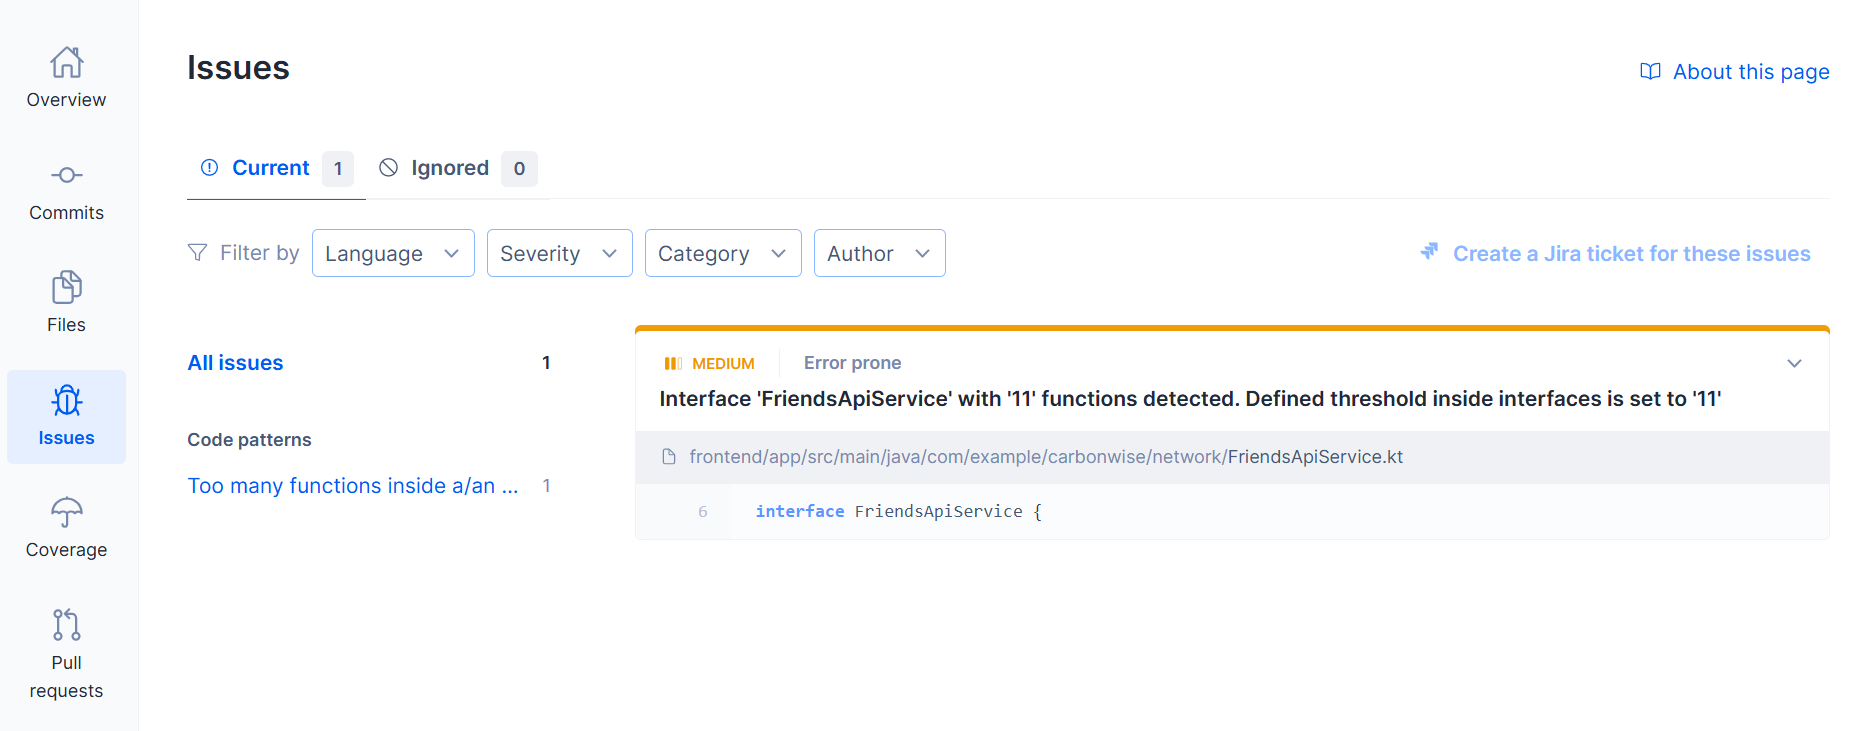 Overview
Commits
Files
Issues
Coverage
Pull
requests
Issues
About this page
Current 1 Ignored 0
Filter by Language Severity Category Author Create a Jira ticket for these issues
All issues 1
Code patterns
Too many functions inside a/an ... 1
MEDIUM Error prone
Interface 'FriendsApiService' with '11' functions detected. Defined threshold inside interfaces is set to '11'
frontend/app/src/main/java/com/example/carbonwise/network/FriendsApiService.kt
6 interface FriendsApiService {